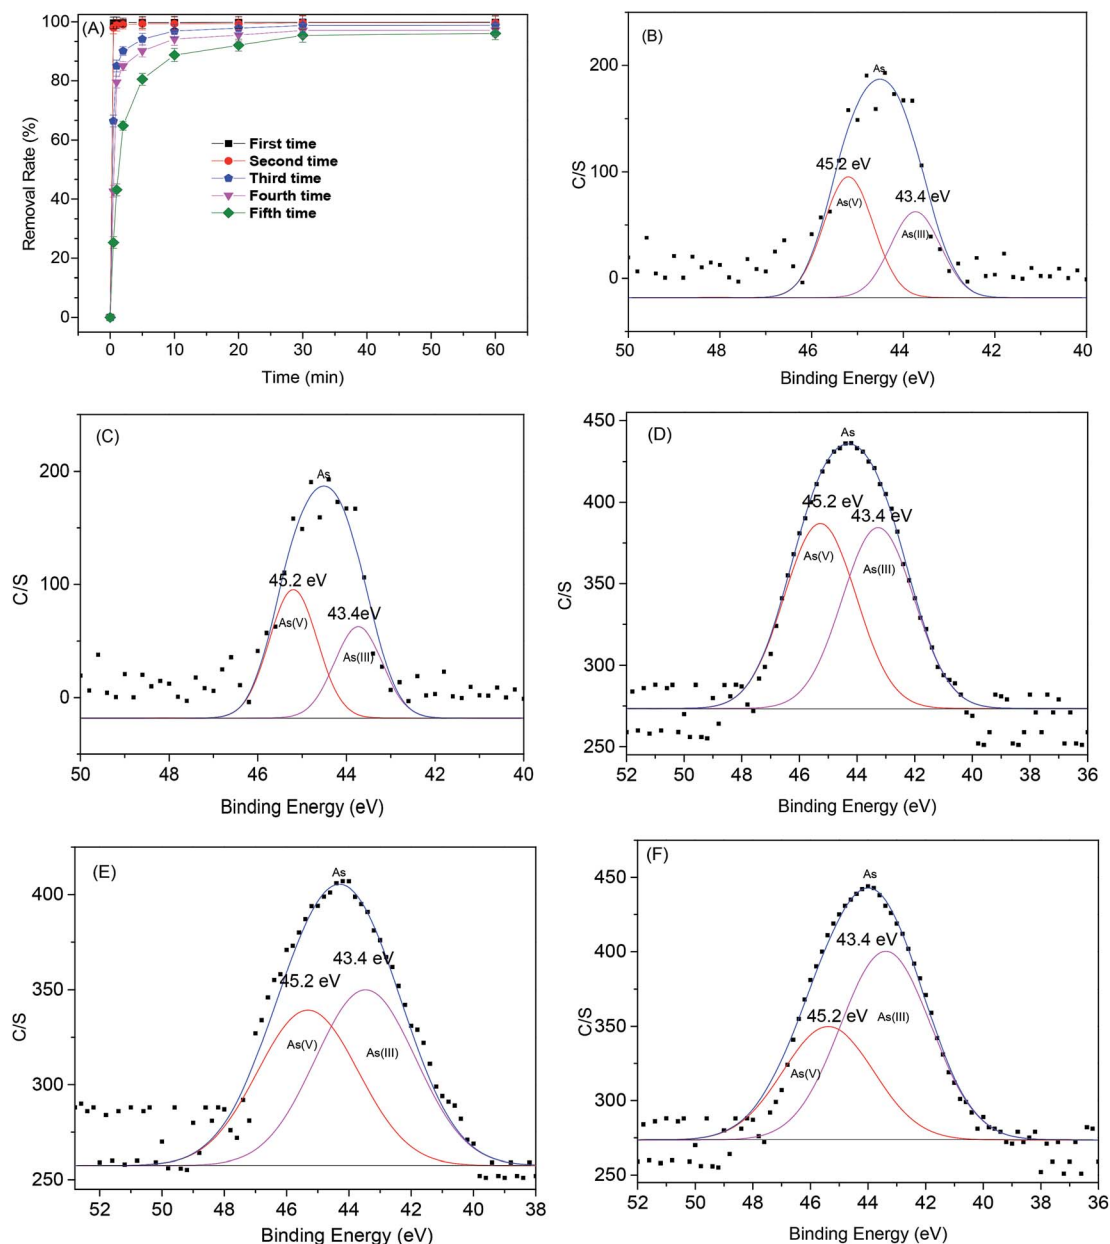 (A)
100
80
60
40
20
0
Removal Rate (%)
First time
Second time
Third time
Fourth time
Fifth time
0 10 20 30 40 50 60
Time (min)
(B)
As
200
100
0
C/S
45.2 eV
43.4 eV
As(V)
As(III)
50 48 46 44 42 40
Binding Energy (eV)
(C)
As
200
100
0
C/S
45.2 eV
43.4eV
As(V)
As(III)
50 48 46 44 42 40
Binding Energy (eV)
(D)
As
450
400
350
300
250
C/S
45.2 eV
43.4 eV
As(V)
As(III)
52 50 48 46 44 42 40 38 36
Binding Energy (eV)
(E)
As
400
350
300
250
C/S
43.4 eV
45.2 eV
As(V)
As(III)
52 50 48 46 44 42 40 38
Binding Energy (eV)
(F)
As
450
400
350
300
250
C/S
43.4 eV
45.2 eV
As(III)
As(V)
52 50 48 46 44 42 40 38 36
Binding Energy (eV)